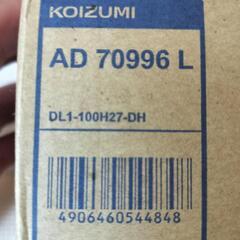 KOIZUMI
AD 70996 L
DL1-100H27-DH
4906460544848